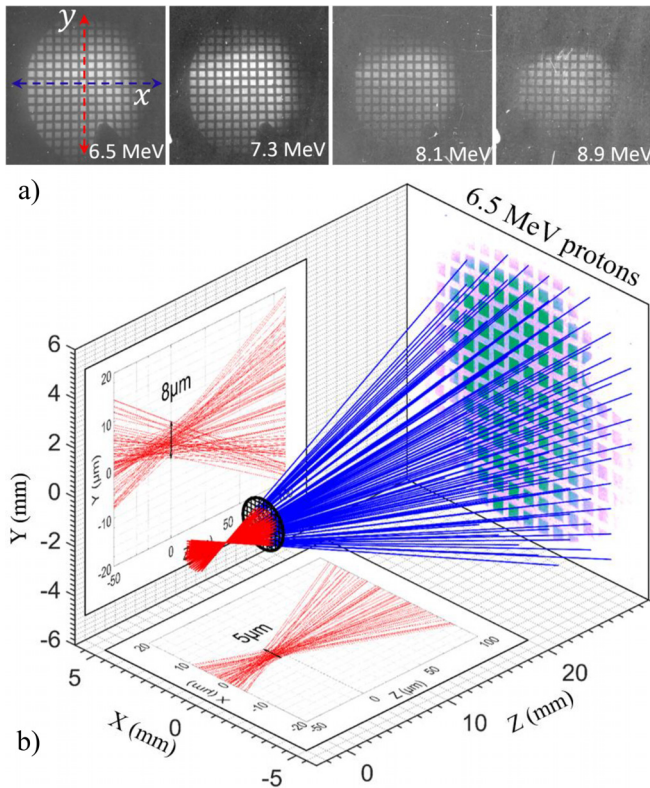 y
x
6.5 MeV
7.3 MeV
8.1 MeV
8.9 MeV
a)
6.5 MeV protons
6
4
2
0
-2
-4
-6
Y (mm)
20
10
0
-10
-20
Y (μm)
8μm
-50
0
50
5μm
20
10
0
-10
-20
X (μm)
-50
0
50
100
Z (μm)
5
0
-5
X (mm)
0
10
20
Z (mm)
b)